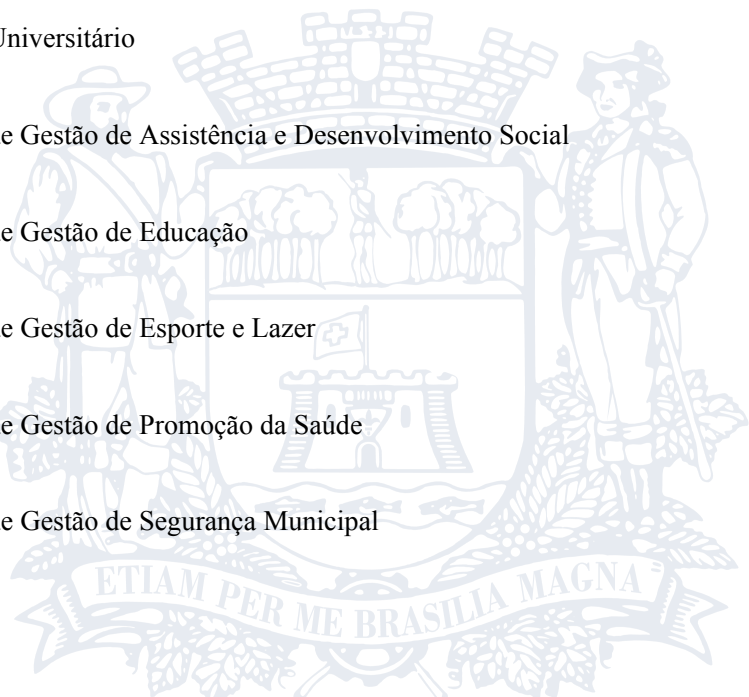 Universitário
e Gestão de Assistência e Desenvolvimento Social
e Gestão de Educação
e Gestão de Esporte e Lazer
e Gestão de Promoção da Saúde
e Gestão de Segurança Municipal
ETIAM PER ME BRASILIA MAGNA